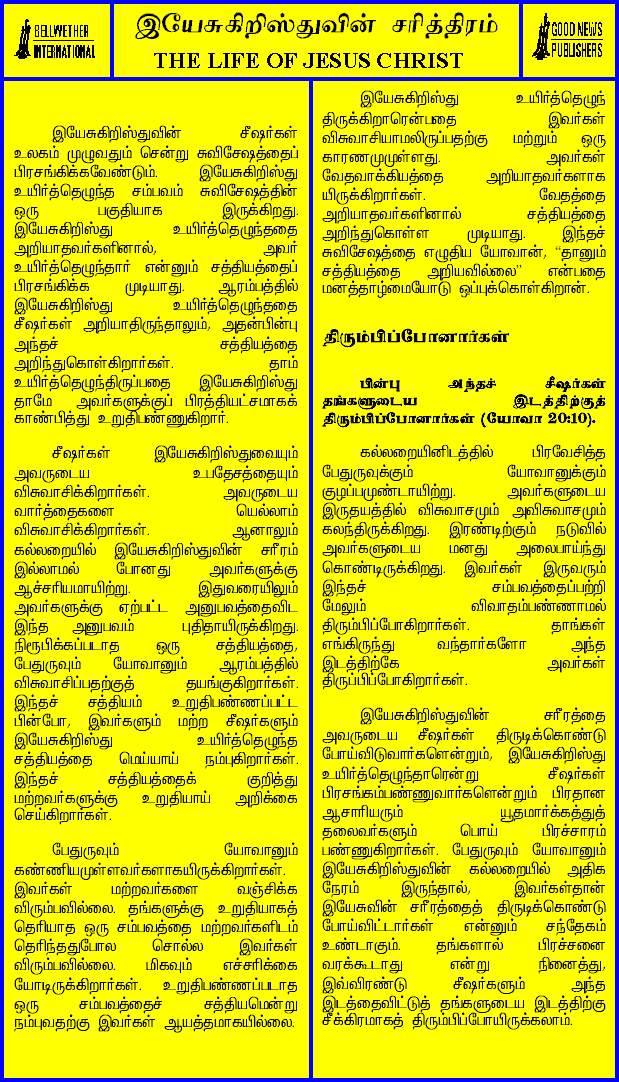 BELLWETHER
INTERNATIONAL
இயேசுகிறிஸ்துவின் சரித்திரம்
THE LIFE OF JESUS CHRIST
GOOD NEWS
PUBLISHERS
இயேசுகிறிஸ்துவின் சீஷர்கள்
உலகம் முழுவதும் சென்று சுவிசேஷத்தைப்
பிரசங்கிக்கவேண்டும். இயேசுகிறிஸ்து
உயிர்த்தெழுந்த சம்பவம் சுவிசேஷத்தின்
ஒரு பகுதியாக இருக்கிறது.
இயேசுகிறிஸ்து உயிர்த்தெழுந்ததை
அறியாதவர்களினால், அவர்
உயிர்த்தெழுந்தார் என்னும் சத்தியத்தைப்
பிரசங்கிக்க முடியாது. ஆரம்பத்தில்
இயேசுகிறிஸ்து உயிர்த்தெழுந்ததை
சீஷர்கள் அறியாதிருந்தாலும், அதன்பின்பு
அந்தச் சத்தியத்தை
அறிந்துகொள்கிறார்கள். தாம்
உயிர்த்தெழுந்திருப்பதை இயேசுகிறிஸ்து
தாமே அவர்களுக்குப் பிரத்தியட்சமாகக்
காண்பித்து உறுதிபண்ணுகிறார்.
சீஷர்கள் இயேசுகிறிஸ்துவையும்
அவருடைய உபதேசத்தையும்
விசுவாசிக்கிறார்கள். அவருடைய
வார்த்தைகளை யெல்லாம்
விசுவாசிக்கிறார்கள். ஆனாலும்
கல்லறையில் இயேசுகிறிஸ்துவின் சரீரம்
இல்லாமல் போனது அவர்களுக்கு
ஆச்சரியமாயிற்று. இதுவரையிலும்
அவர்களுக்கு ஏற்பட்ட அனுபவத்தைவிட
இந்த அனுபவம் புதிதாயிருக்கிறது.
நிரூபிக்கப்படாத ஒரு சத்தியத்தை,
பேதுருவும் யோவானும் ஆரம்பத்தில்
விசுவாசிப்பதற்குத் தயங்குகிறார்கள்.
இந்தச் சத்தியம் உறுதிபண்ணப்பட்ட
பின்போ, இவர்களும் மற்ற சீஷர்களும்
இயேசுகிறிஸ்து உயிர்த்தெழுந்த
சத்தியத்தை மெய்யாய் நம்புகிறார்கள்.
இந்தச் சத்தியத்தைக் குறித்து
மற்றவர்களுக்கு உறுதியாய் அறிக்கை
செய்கிறார்கள்.
பேதுருவும் யோவானும்
கண்ணியமுள்ளவர்களாகயிருக்கிறார்கள்.
இவர்கள் மற்றவர்களை வஞ்சிக்க
விரும்பவில்லை. தங்களுக்கு உறுதியாகத்
தெரியாத ஒரு சம்பவத்தை மற்றவர்களிடம்
தெரிந்ததுபோல சொல்ல இவர்கள்
விரும்பவில்லை. மிகவும் எச்சரிக்கை
யோடிருக்கிறார்கள். உறுதிபண்ணப்படாத
ஒரு சம்பவத்தைச் சத்தியமென்று
நம்புவதற்கு இவர்கள் ஆயத்தமாகயில்லை.
இயேசுகிறிஸ்து உயிர்த்தெழுந்
திருக்கிறாரென்பதை இவர்கள்
விசுவாசியாமலிருப்பதற்கு மற்றும் ஒரு
காரணமுமுள்ளது. அவர்கள்
வேதவாக்கியத்தை அறியாதவர்களாக
யிருக்கிறார்கள். வேதத்தை
அறியாதவர்களினால் சத்தியத்தை
அறிந்துகொள்ள முடியாது. இந்தச்
சுவிசேஷத்தை எழுதிய யோவான், “தானும்
சத்தியத்தை அறியவில்லை” என்பதை
மனத்தாழ்மையோடு ஒப்புக்கொள்கிறான்.
திரும்பிப்போனார்கள்
பின்பு அந்தச் சீஷர்கள்
தங்களுடைய இடத்திற்குத்
திரும்பிப்போனார்கள் (யோவா 20:10).
கல்லறையினிடத்தில் பிரவேசித்த
பேதுருவுக்கும் யோவானுக்கும்
குழப்பமுண்டாயிற்று. அவர்களுடைய
இருதயத்தில் விசுவாசமும் அவிசுவாசமும்
கலந்திருக்கிறது. இரண்டிற்கும் நடுவில்
அவர்களுடைய மனது அலைபாய்ந்து
கொண்டிருக்கிறது. இவர்கள் இருவரும்
இந்தச் சம்பவத்தைப்பற்றி
மேலும் விவாதம்பண்ணாமல்
திரும்பிப்போகிறார்கள். தாங்கள்
எங்கிருந்து வந்தார்களோ அந்த
இடத்திற்கே அவர்கள்
திருப்பிப்போகிறார்கள்.
இயேசுகிறிஸ்துவின் சரீரத்தை
அவருடைய சீஷர்கள் திருடிக்கொண்டு
போய்விடுவார்களென்றும், இயேசுகிறிஸ்து
உயிர்த்தெழுந்தாரென்று சீஷர்கள்
பிரசங்கம்பண்ணுவார்களென்றும் பிரதான
ஆசாரியரும் யூதமார்க்கத்துத்
தலைவர்களும் பொய் பிரச்சாரம்
பண்ணுகிறார்கள். பேதுருவும் யோவானும்
இயேசுகிறிஸ்துவின் கல்லறையில் அதிக
நேரம் இருந்தால், இவர்கள்தான்
இயேசுவின் சரீரத்தைத் திருடிக்கொண்டு
போய்விட்டார்கள் என்னும் சந்தேகம்
உண்டாகும். தங்களால் பிரச்சனை
வரக்கூடாது என்று நினைத்து,
இவ்விரண்டு சீஷர்களும் அந்த
இடத்தைவிட்டுத் தங்களுடைய இடத்திற்கு
சீக்கிரமாகத் திரும்பிப்போயிருக்கலாம்.